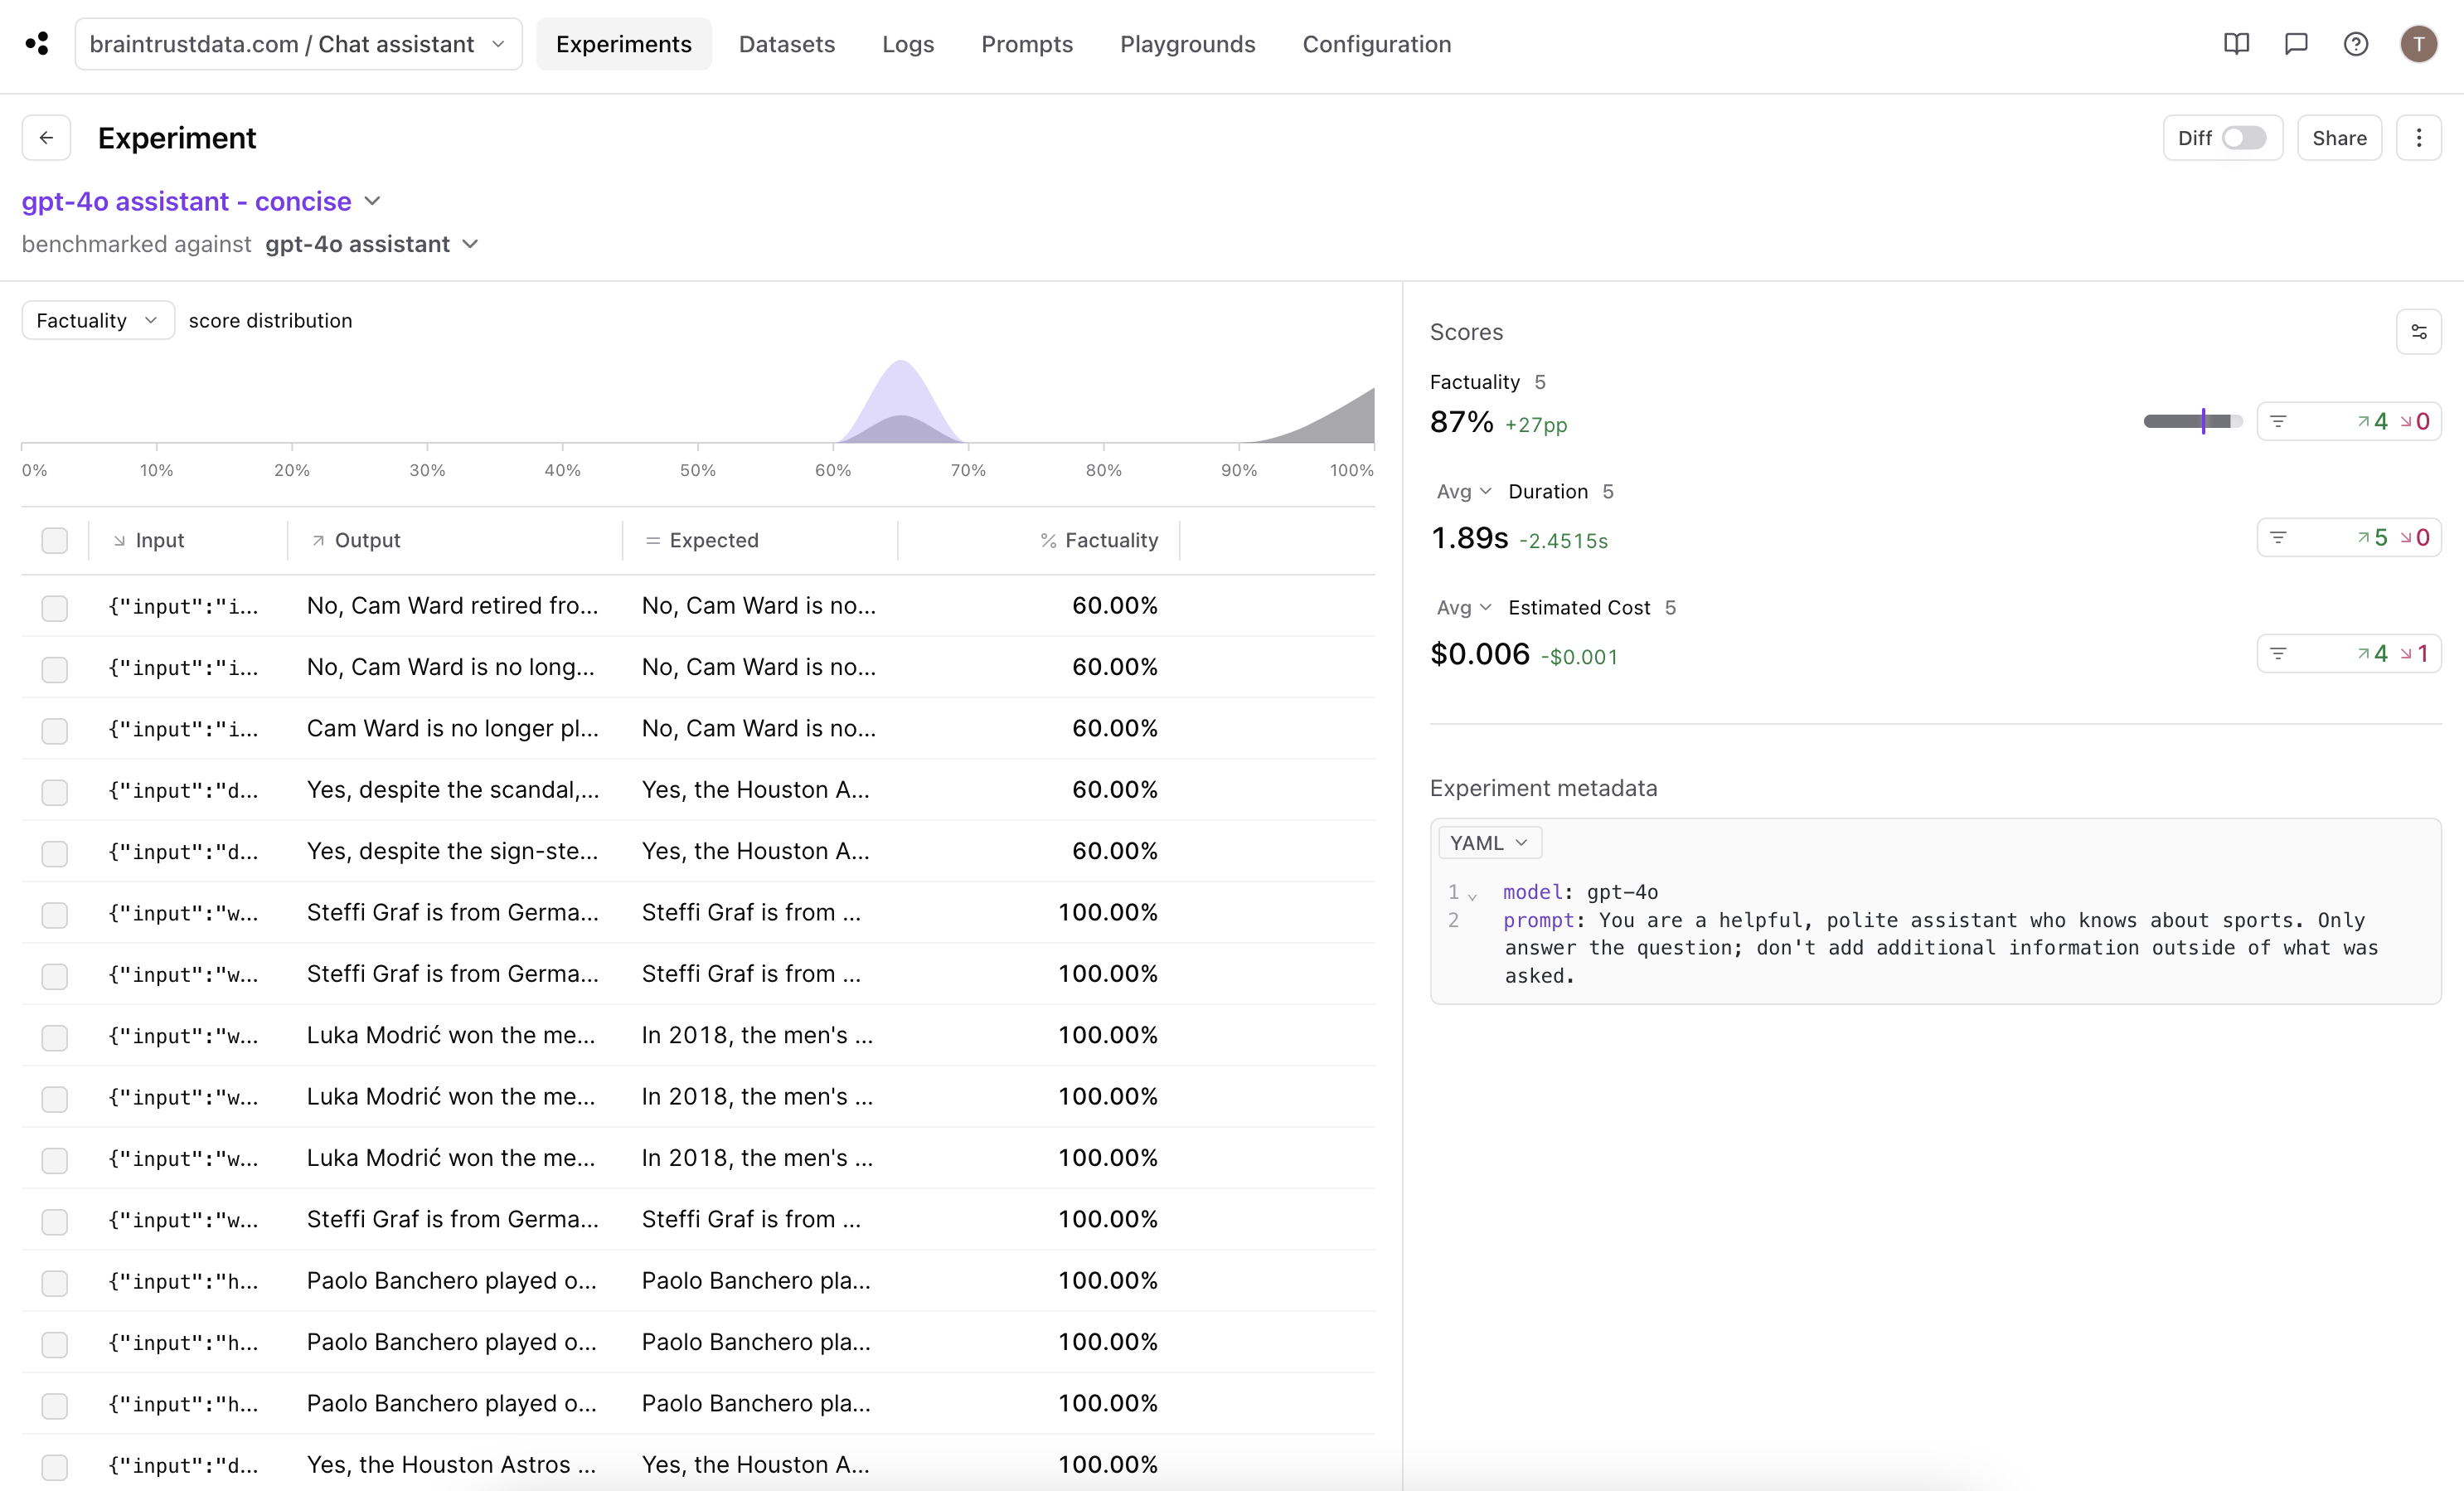 braintrustdata.com / Chat assistant Experiments Datasets Logs Prompts Playgrounds Configuration T
Experiment Diff Share
gpt-4o assistant - concise
benchmarked against gpt-4o assistant
Factuality score distribution
0% 10% 20% 30% 40% 50% 60% 70% 80% 90% 100%
Input Output Expected % Factuality
{"input":"i... No, Cam Ward retired fro... No, Cam Ward is no... 60.00%
{"input":"i... No, Cam Ward is no long... No, Cam Ward is no... 60.00%
{"input":"i... Cam Ward is no longer pl... No, Cam Ward is no... 60.00%
{"input":"d... Yes, despite the scandal,... Yes, the Houston A... 60.00%
{"input":"d... Yes, despite the sign-ste... Yes, the Houston A... 60.00%
{"input":"w... Steffi Graf is from Germa... Steffi Graf is from ... 100.00%
{"input":"w... Steffi Graf is from Germa... Steffi Graf is from ... 100.00%
{"input":"w... Luka Modrić won the me... In 2018, the men's ... 100.00%
{"input":"w... Luka Modrić won the me... In 2018, the men's ... 100.00%
{"input":"w... Luka Modrić won the me... In 2018, the men's ... 100.00%
{"input":"w... Steffi Graf is from Germa... Steffi Graf is from ... 100.00%
{"input":"h... Paolo Banchero played o... Paolo Banchero pla... 100.00%
{"input":"h... Paolo Banchero played o... Paolo Banchero pla... 100.00%
{"input":"h... Paolo Banchero played o... Paolo Banchero pla... 100.00%
{"input":"d... Yes, the Houston Astros ... Yes, the Houston A... 100.00%
Scores
Factuality 5
87% +27pp 4 0
Avg Duration 5
1.89s -2.4515s 5 0
Avg Estimated Cost 5
$0.006 -$0.001 4 1
Experiment metadata
YAML
1 model: gpt-4o
2 prompt: You are a helpful, polite assistant who knows about sports. Only
answer the question; don't add additional information outside of what was
asked.